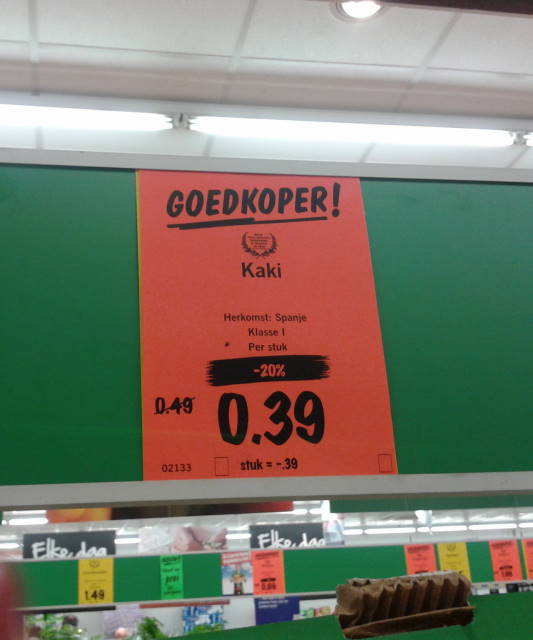 GOEDKOPER!
Kaki
Herkomst: Spanje
Klasse I
Per stuk
-20%
0.49
0.39
02133
stuk = -.39
Elke dag
Elke dag
1.49